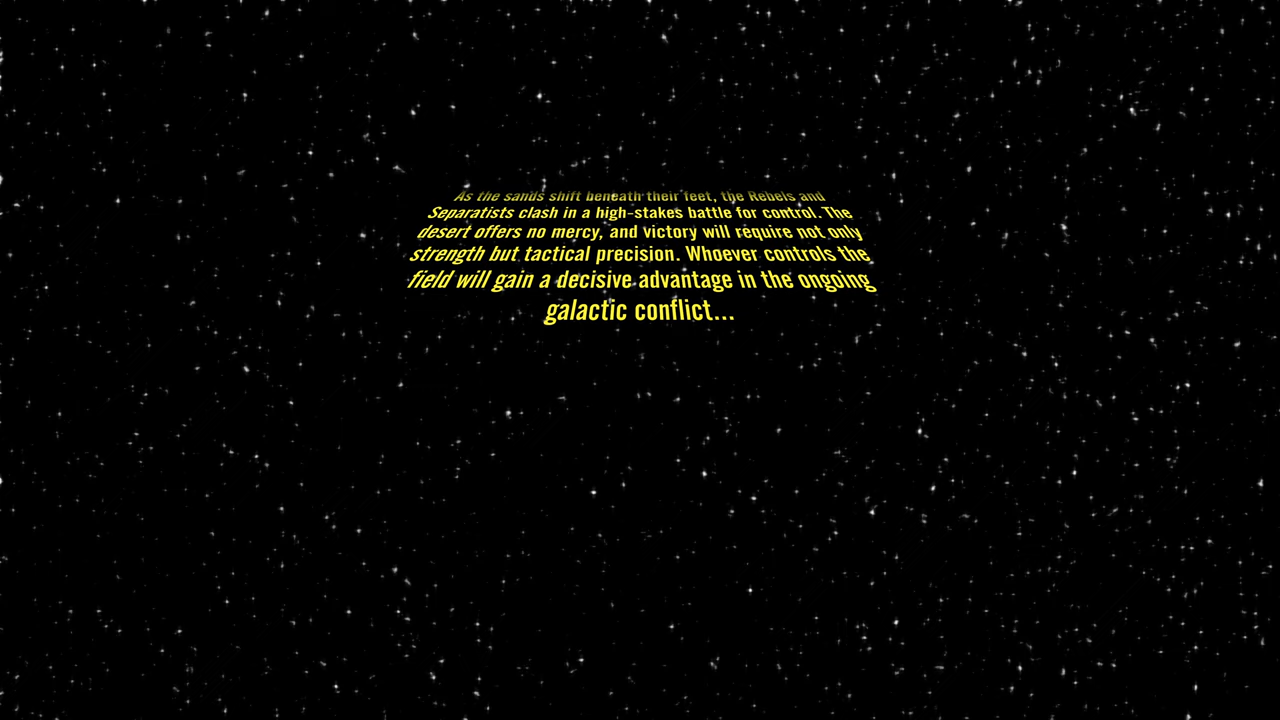 As the sands shift beneath their feet, the Rebels and
Separatists clash in a high-stakes battle for control. The
desert offers no mercy, and victory will require not only
strength but tactical precision. Whoever controls the
field will gain a decisive advantage in the ongoing
galactic conflict...